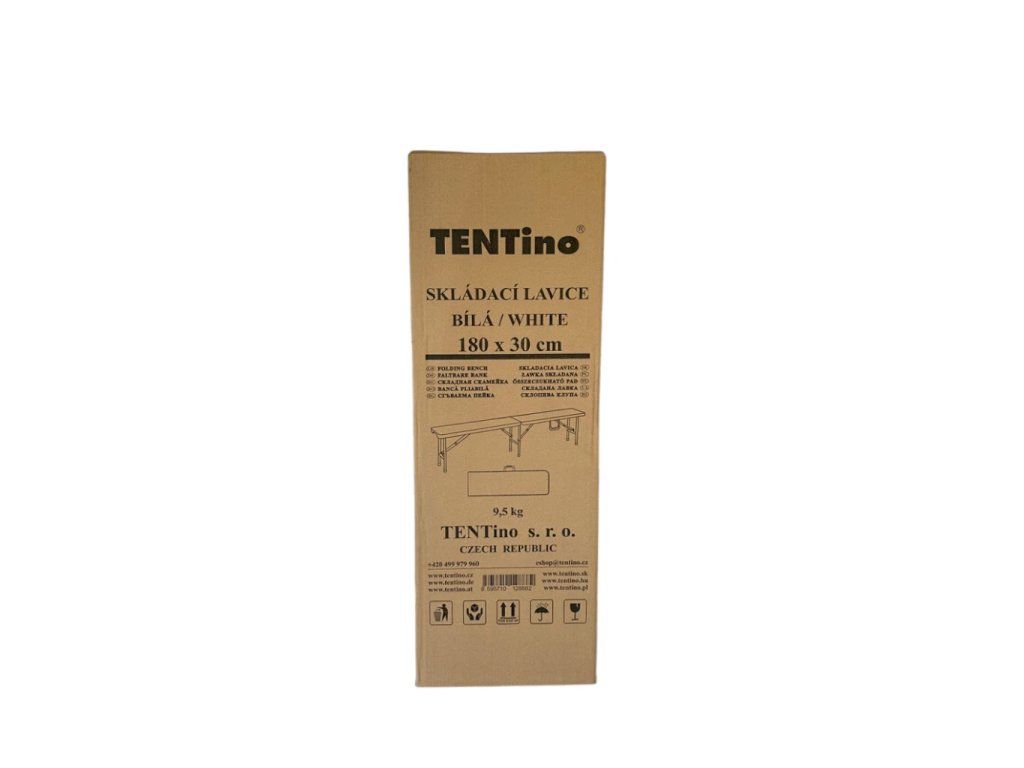 TENTino®
SKLÁDACÍ LAVICE
BÍLÁ / WHITE
180 x 30 cm
FOLDING BENCH
FALTBARE BANK
СКЛАДНАЯ СКАМЕЙКА
BANCĂ PLIABILĂ
СГЪВАЕМА ПЕЙКА
SKLADACIA LAVICA
ŁAWKA SKŁADANA
ÖSSZECSUKHATÓ PAD
СКЛАДАНА ЛАВКА
СКЛОПИВА КЛУПА
9,5 kg
TENTino s. r. o.
CZECH REPUBLIC
+420 499 979 960 eshop@tentino.cz
www.tentino.cz www.tentino.sk
www.tentino.de www.tentino.hu
www.tentino.at www.tentino.pl